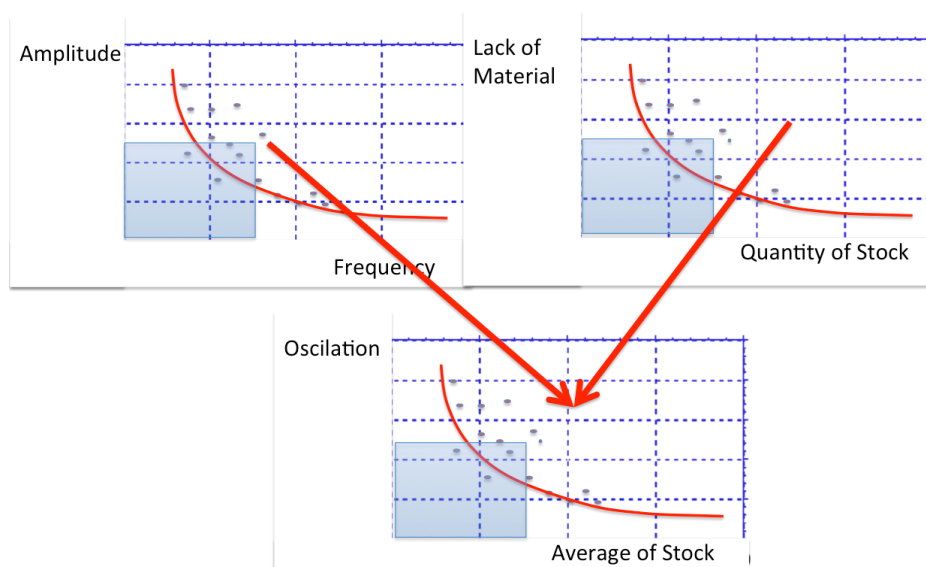 Amplitude
Frequency
Lack of
Material
Quantity of Stock
Oscilation
Average of Stock